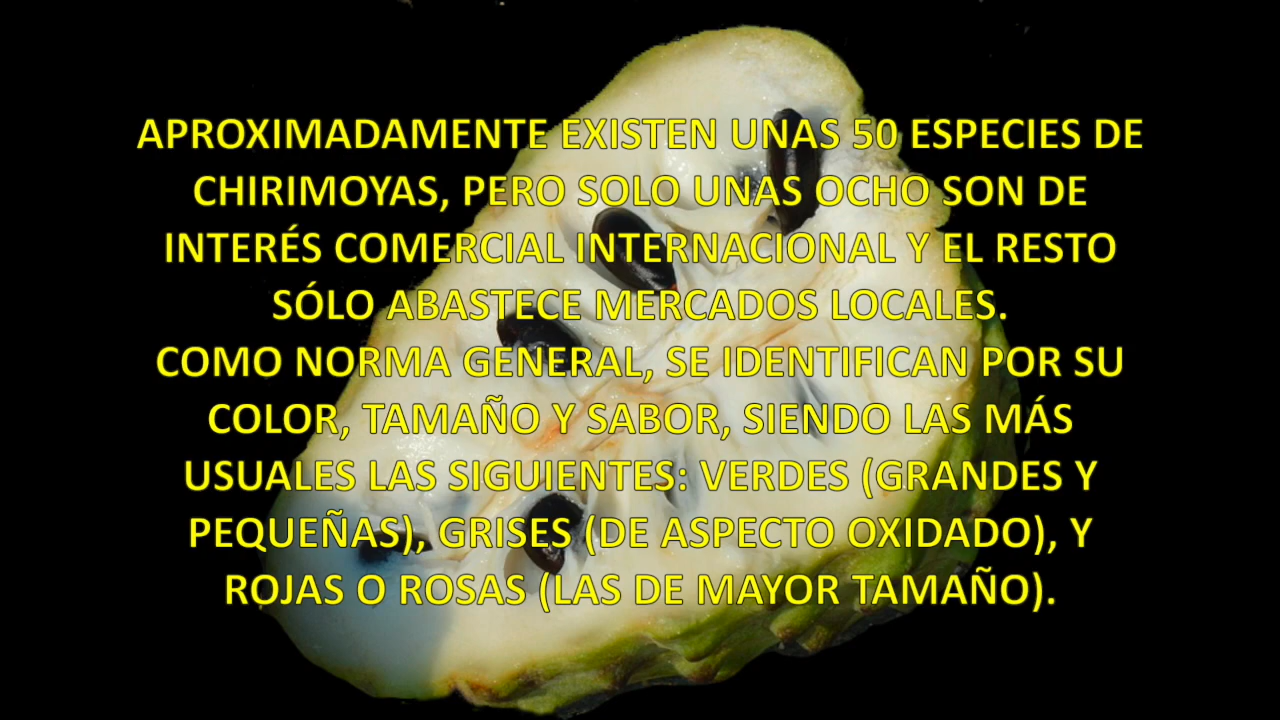 APROXIMADAMENTE EXISTEN UNAS 50 ESPECIES DE
CHIRIMOYAS, PERO SOLO UNAS OCHO SON DE
INTERÉS COMERCIAL INTERNACIONAL Y EL RESTO
SÓLO ABASTECE MERCADOS LOCALES.
COMO NORMA GENERAL, SE IDENTIFICAN POR SU
COLOR, TAMAÑO Y SABOR, SIENDO LAS MÁS
USUALES LAS SIGUIENTES: VERDES (GRANDES Y
PEQUEÑAS), GRISES (DE ASPECTO OXIDADO), Y
ROJAS O ROSAS (LAS DE MAYOR TAMAÑO).